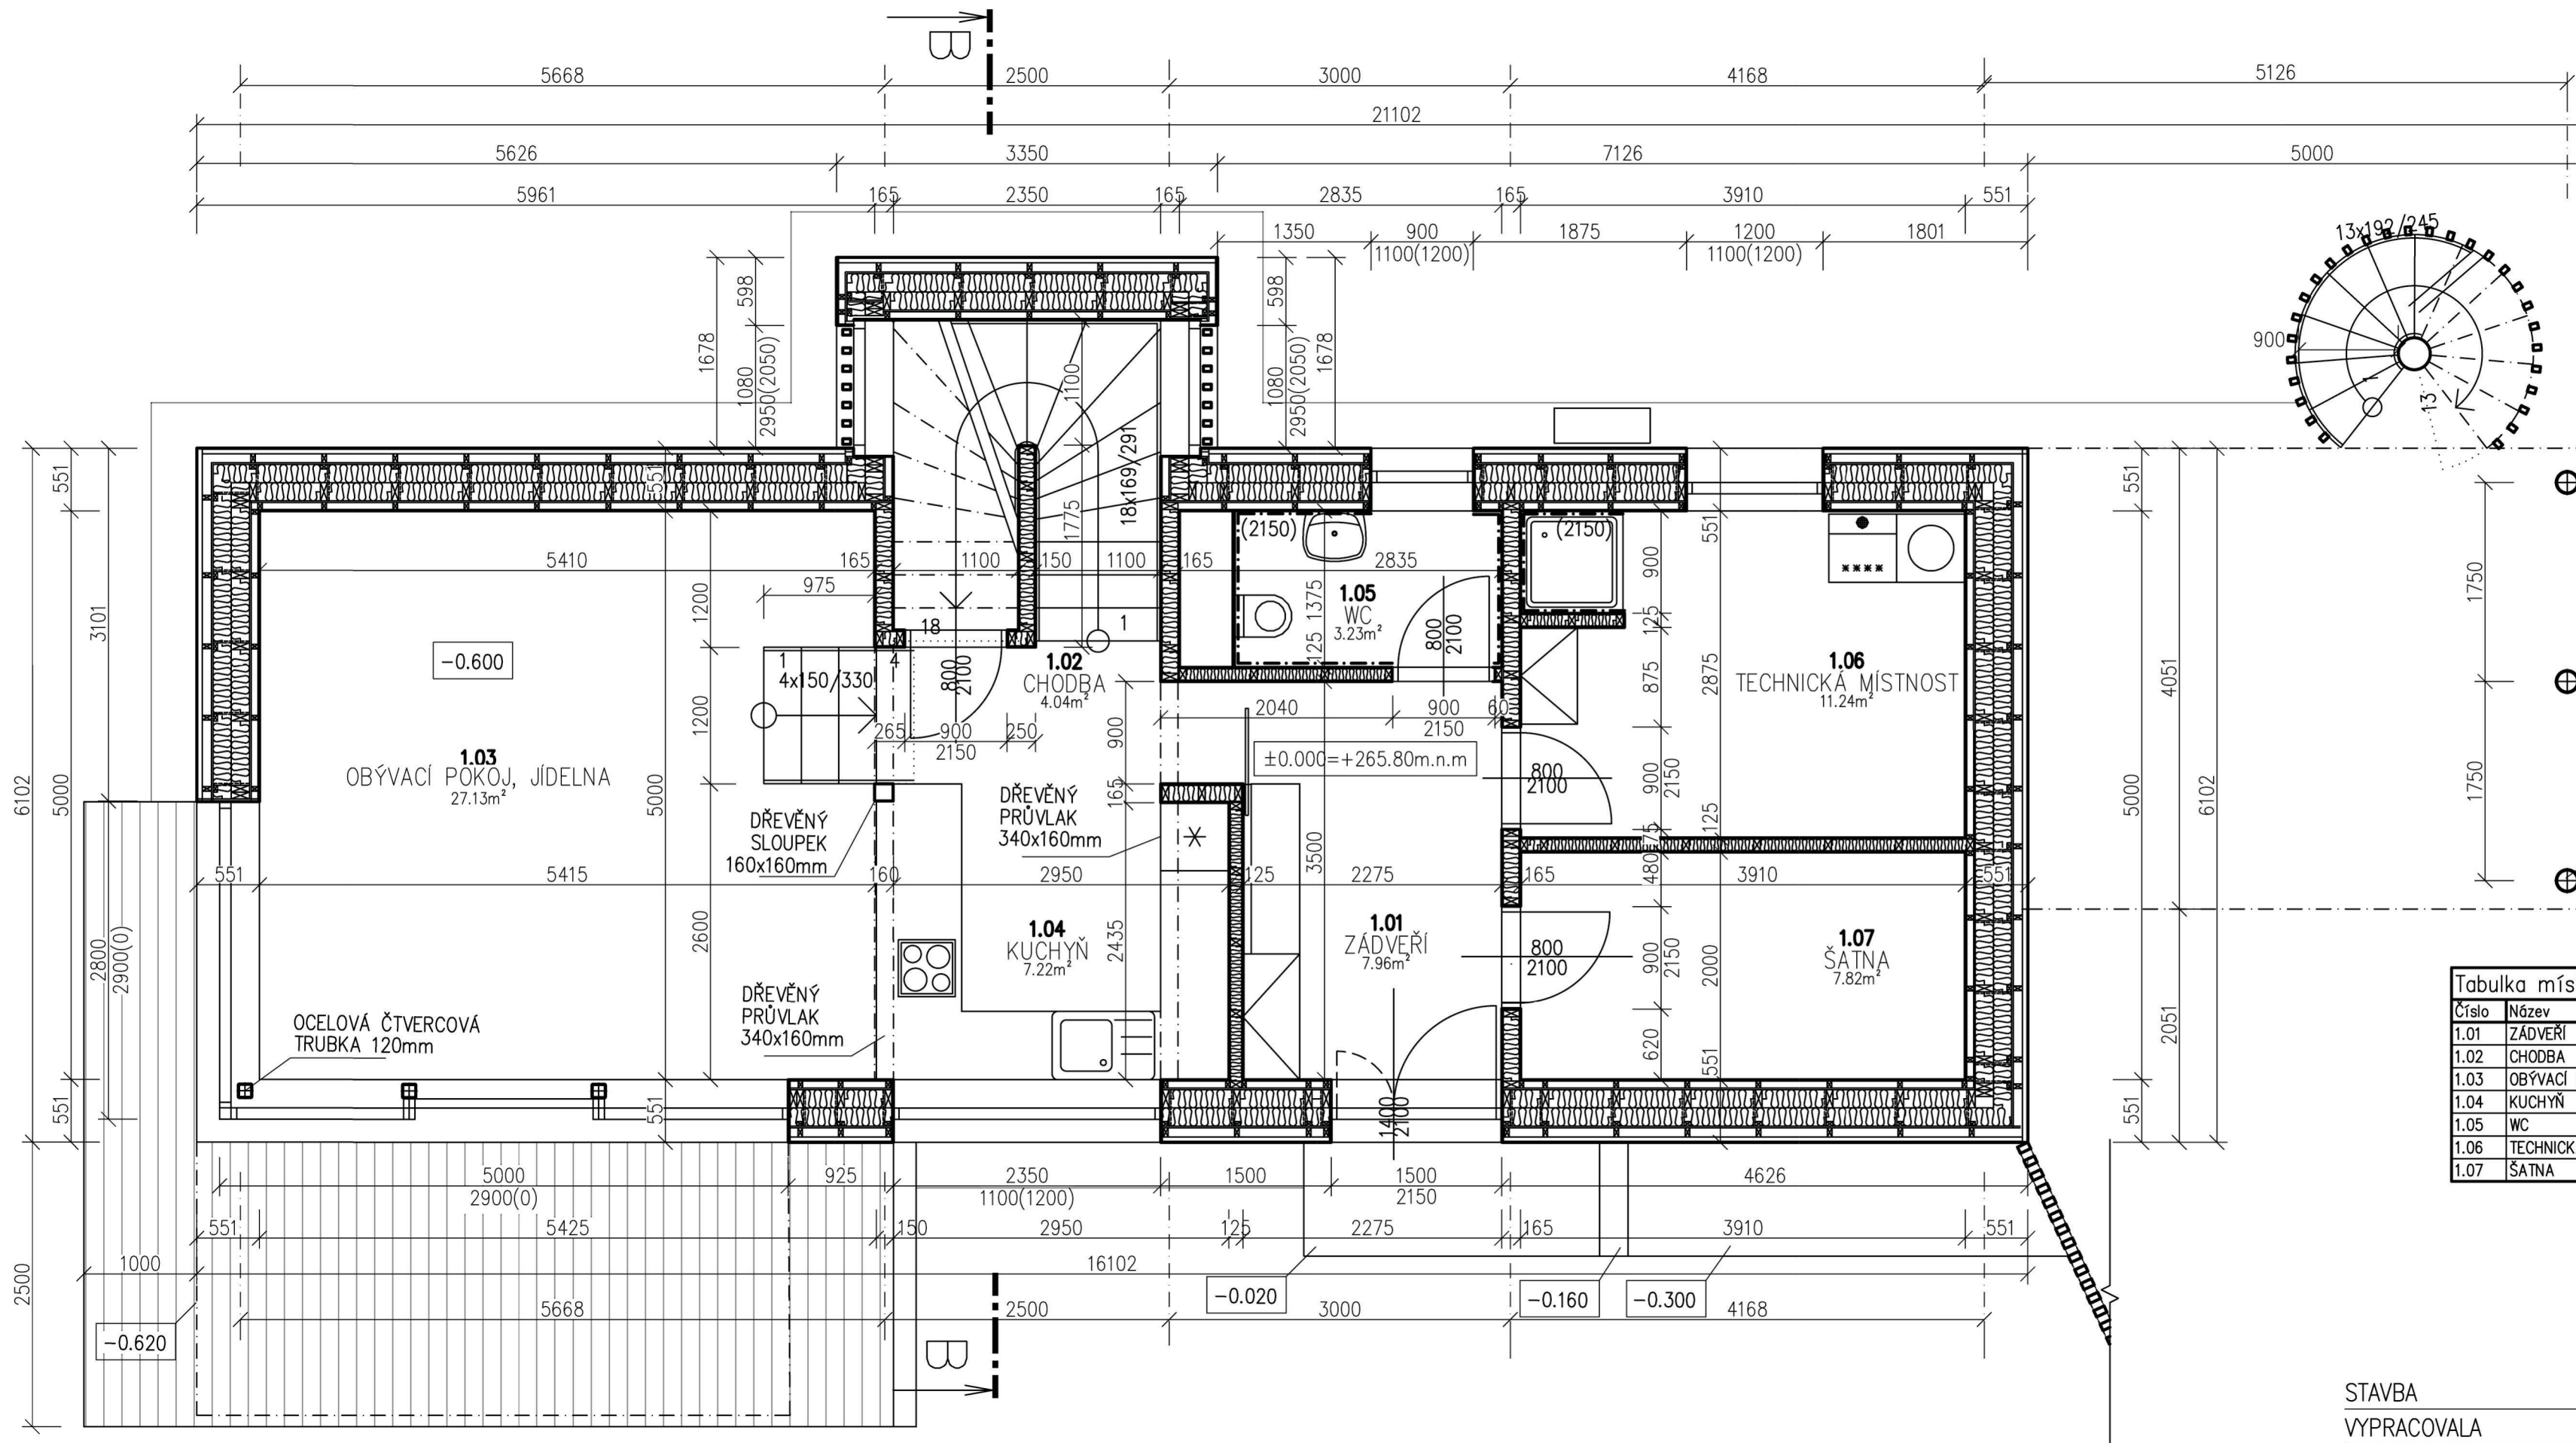 B
5668 2500 3000 4168 5126
21102
5626 3350 7126 5000
5961 165 2350 165 2835 165 3910 551
1350 900 1875 1200 1801
1100(1200) 1100(1200)
13x192/245
900
13
598 598
1678 1080 2950(2050) 1080 2950(2050) 1678
1100
18x169/291
1775
551 551 551 551
(2150) (2150)
5410 165 1100 150 1100 165 2835
975
1200
900
1375
1.05
WC
3.23m²
125
125
800
2100
3101
-0.600
18
1
1 4
4x150/330
800
2100
1.02
CHODBA
4.04m²
875
2875
1.06
TECHNICKÁ MÍSTNOST
11.24m²
1750
4051
1200
265 900 250
2150
2040 900 60
2150
900
±0.000=+265.80m.n.m
1.03
OBÝVACÍ POKOJ, JÍDELNA
27.13m²
800
2100
900
2150
6102 5000 5000 5000 6102
1750
165
DŘEVĚNÝ
SLOUPEK
160x160mm
DŘEVĚNÝ
PRŮVLAK
340x160mm
3500
125
75
480
551 5415 160 2950 125 2275 165 3910 551
2800
2900(0)
2600
1.04
KUCHYŇ
7.22m²
2435
1.01
ZÁDVEŘÍ
7.96m²
800
2100
900
2150
2000
1.07
ŠATNA
7.82m²
2051
DŘEVĚNÝ
PRŮVLAK
340x160mm
OCELOVÁ ČTVERCOVÁ
TRUBKA 120mm
620
551
551 551 551
1400
2100
Tabulka mís
Číslo Název
1.01 ZÁDVEŘÍ
1.02 CHODBA
1.03 OBÝVACÍ
1.04 KUCHYŇ
1.05 WC
1.06 TECHNICK
1.07 ŠATNA
5000 925 2350 1500 1500 4626
2900(0) 1100(1200) 2150
551 5425 150 2950 125 2275 165 3910 551
2500
1000 16102
-0.020 -0.160 -0.300
5668 2500 3000 4168
-0.620
B
STAVBA
VYPRACOVALA